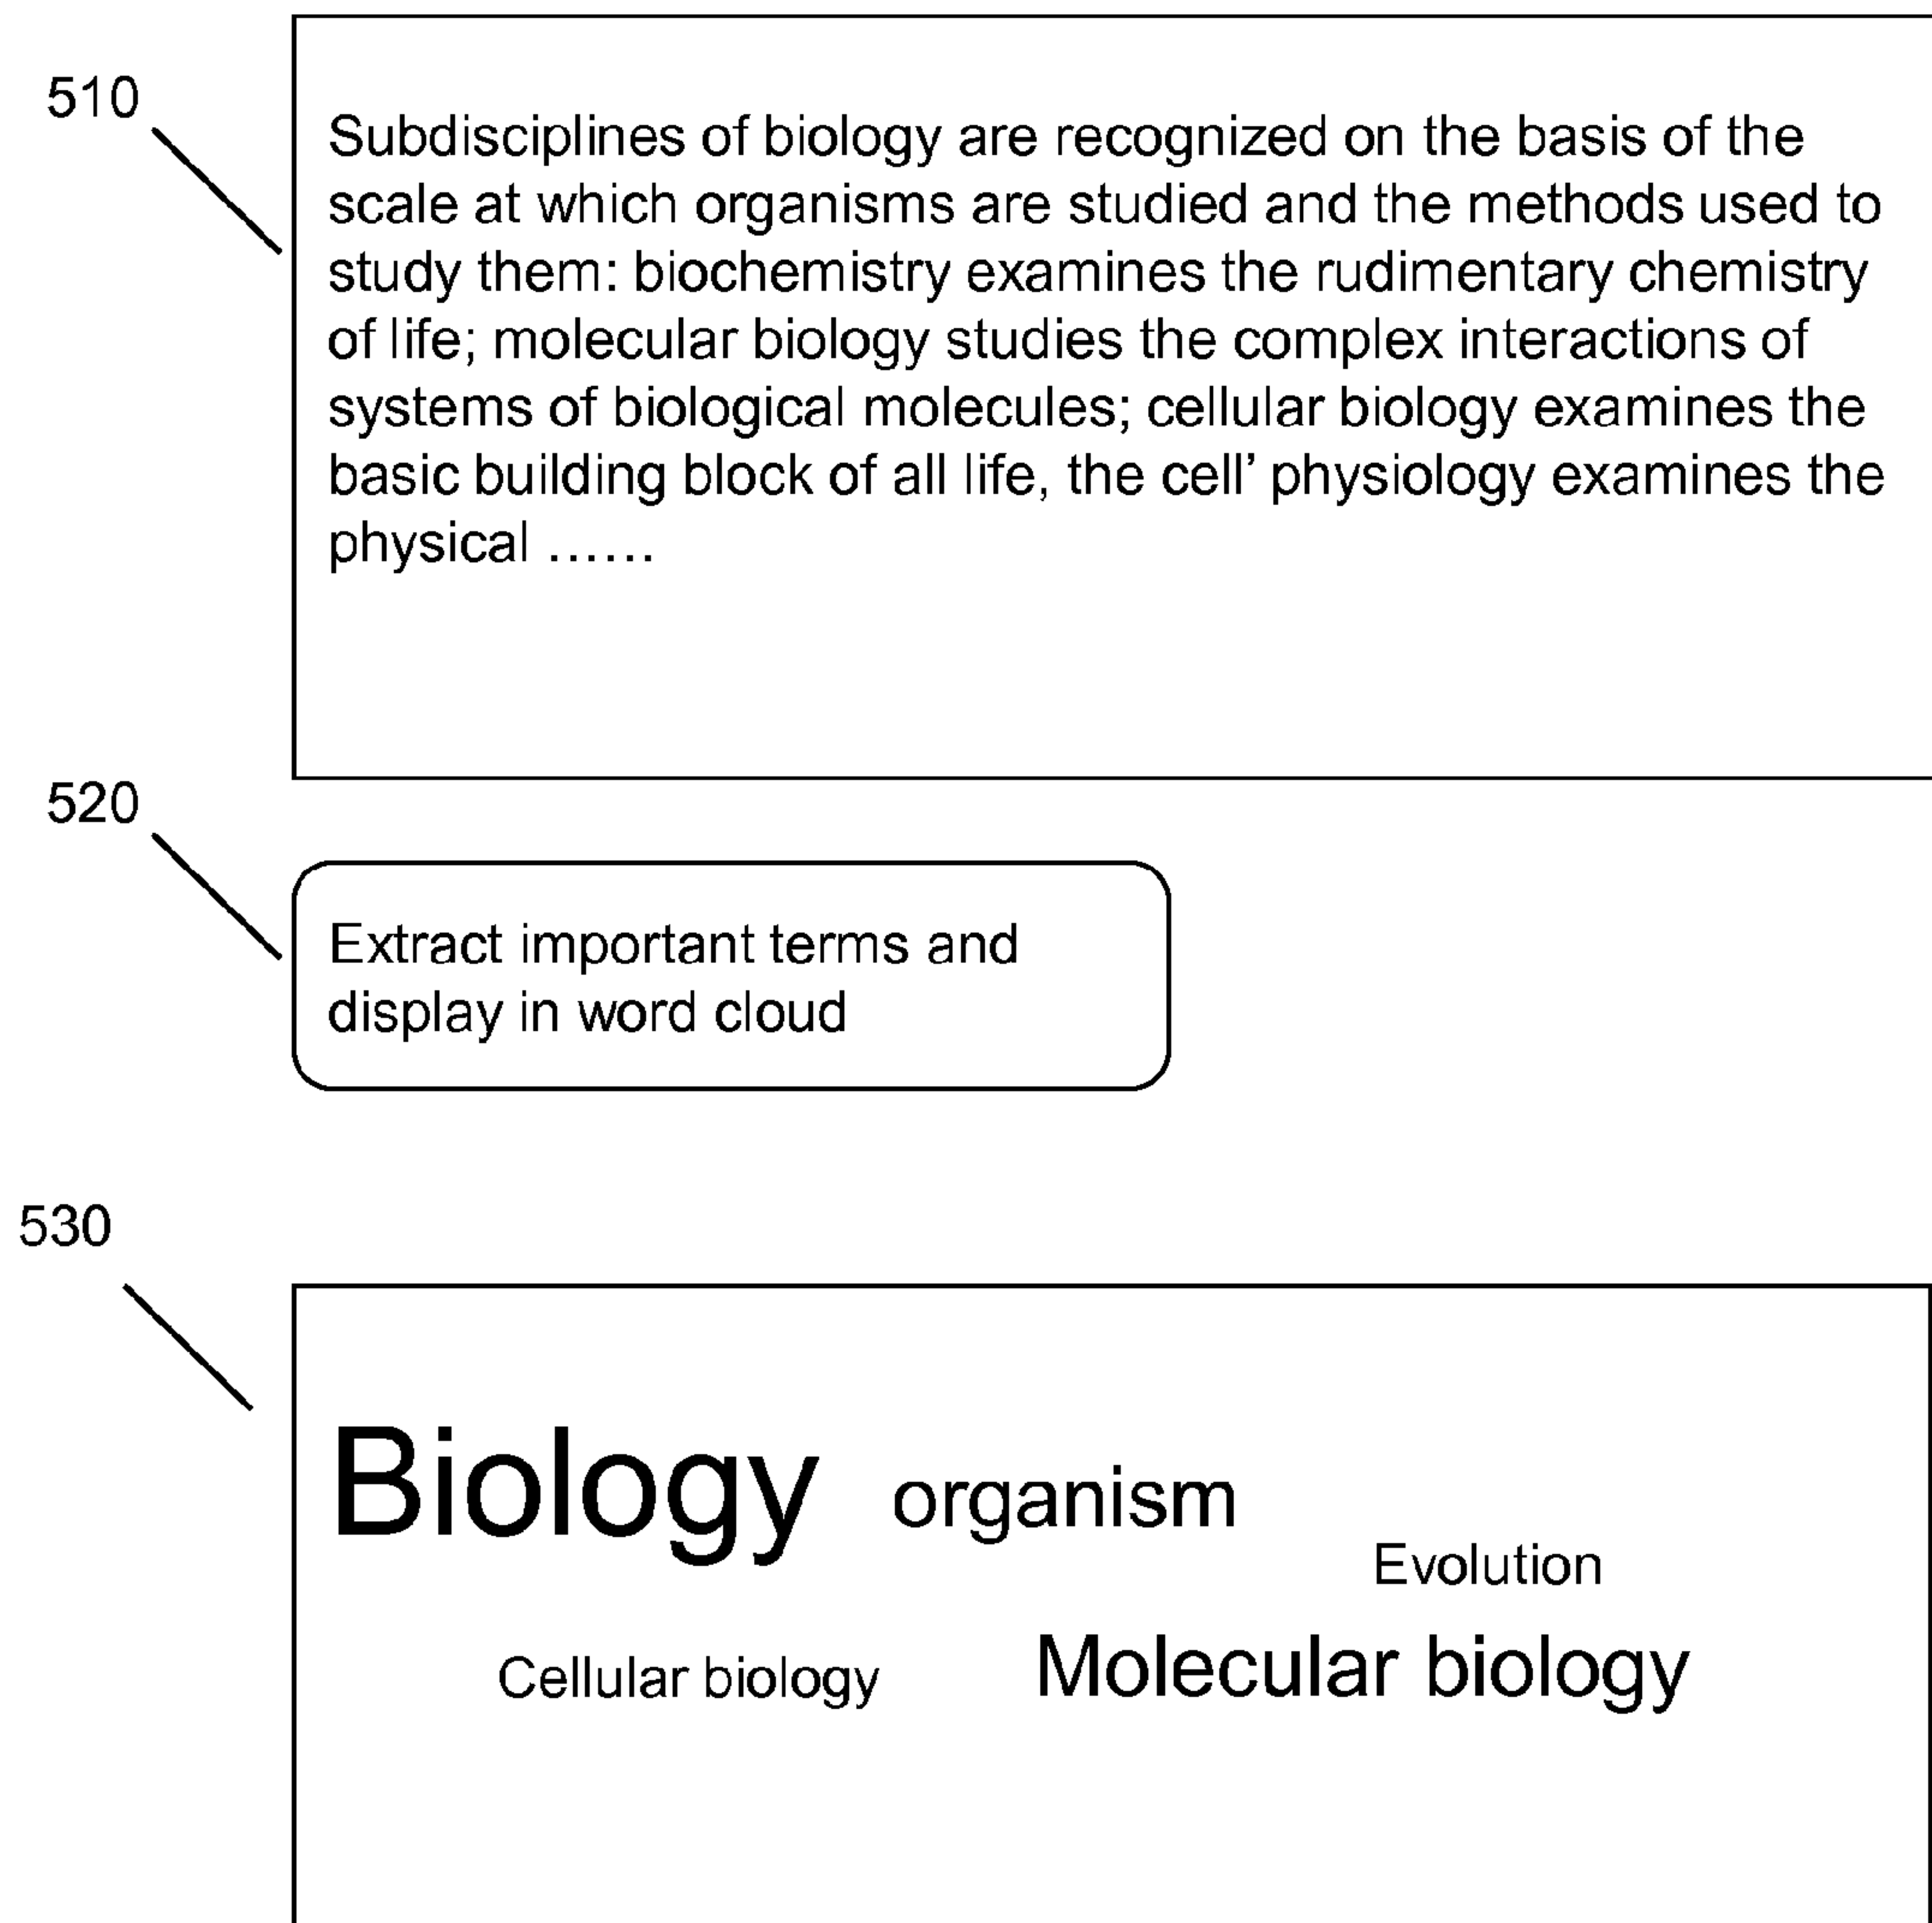 510
Subdisciplines of biology are recognized on the basis of the
scale at which organisms are studied and the methods used to
study them: biochemistry examines the rudimentary chemistry
of life; molecular biology studies the complex interactions of
systems of biological molecules; cellular biology examines the
basic building block of all life, the cell’ physiology examines the
physical ......
520
Extract important terms and
display in word cloud
530
Biology organism
Evolution
Cellular biology Molecular biology